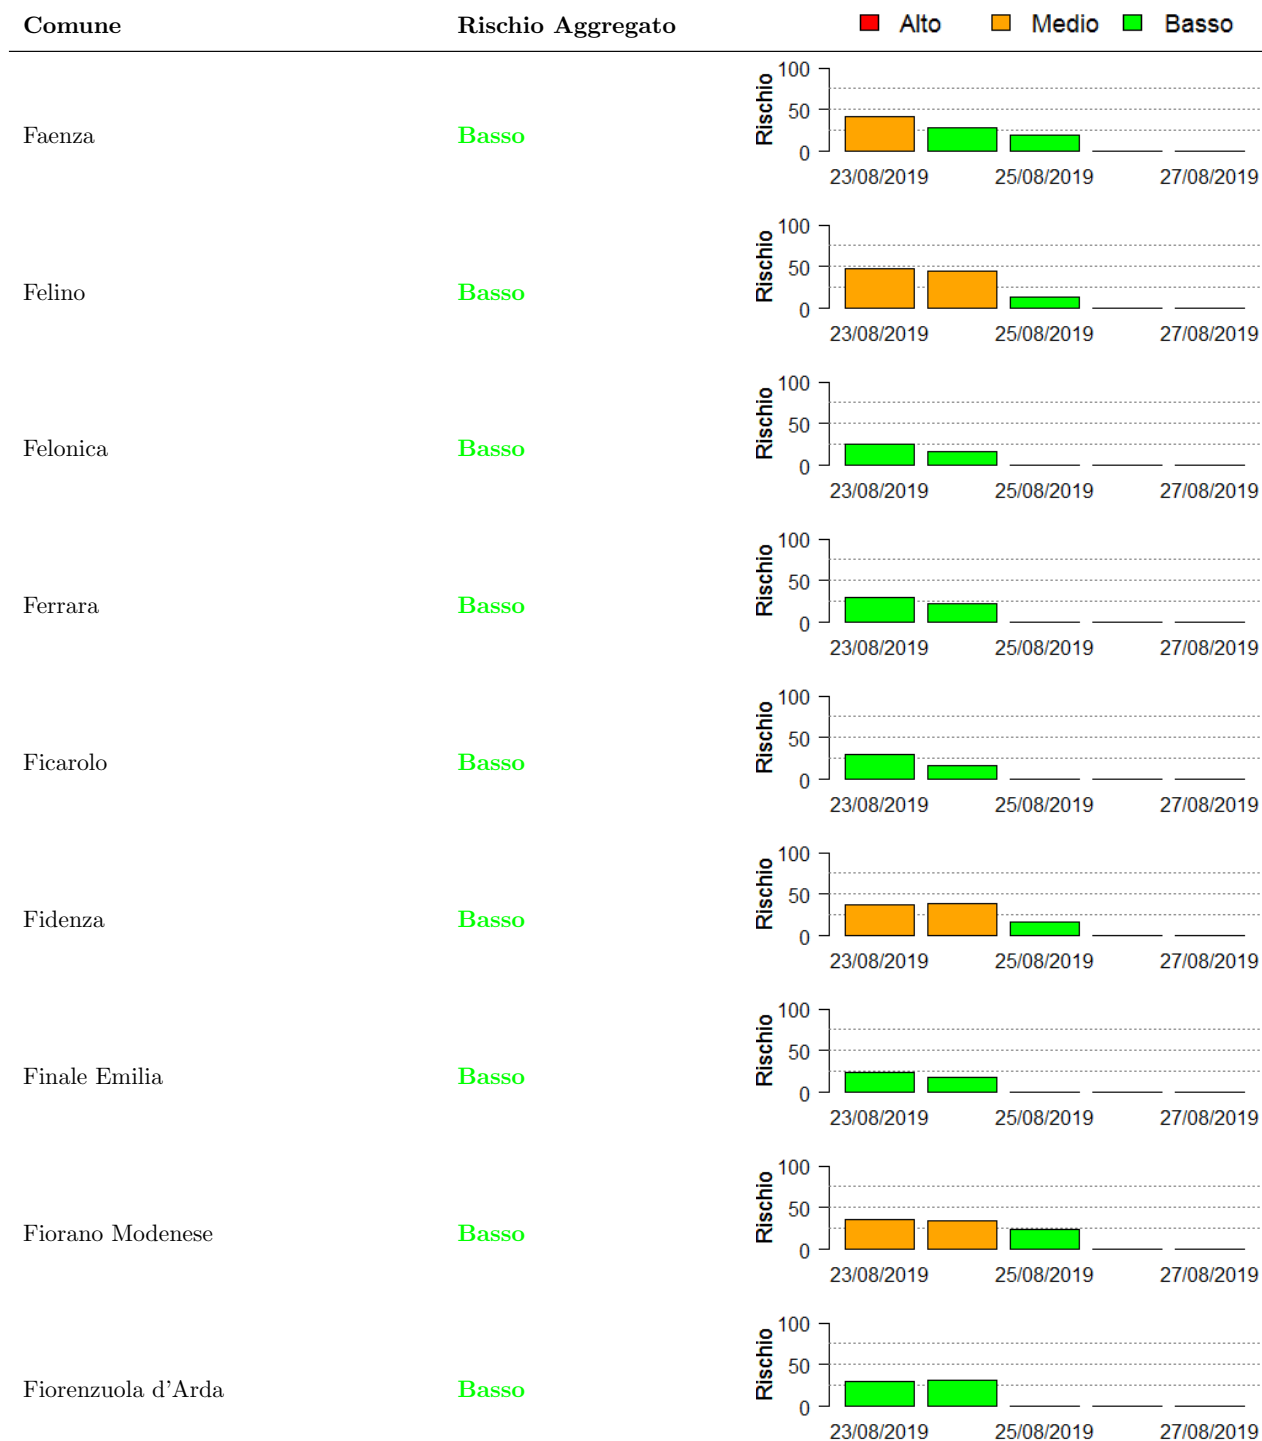 Comune Rischio Aggregato Alto Medio Basso
Faenza Basso
Rischio
100
50
0
23/08/2019 25/08/2019 27/08/2019
Felino Basso
Rischio
100
50
0
23/08/2019 25/08/2019 27/08/2019
Felonica Basso
Rischio
100
50
0
23/08/2019 25/08/2019 27/08/2019
Ferrara Basso
Rischio
100
50
0
23/08/2019 25/08/2019 27/08/2019
Ficarolo Basso
Rischio
100
50
0
23/08/2019 25/08/2019 27/08/2019
Fidenza Basso
Rischio
100
50
0
23/08/2019 25/08/2019 27/08/2019
Finale Emilia Basso
Rischio
100
50
0
23/08/2019 25/08/2019 27/08/2019
Fiorano Modenese Basso
Rischio
100
50
0
23/08/2019 25/08/2019 27/08/2019
Fiorenzuola d'Arda Basso
Rischio
100
50
0
23/08/2019 25/08/2019 27/08/2019